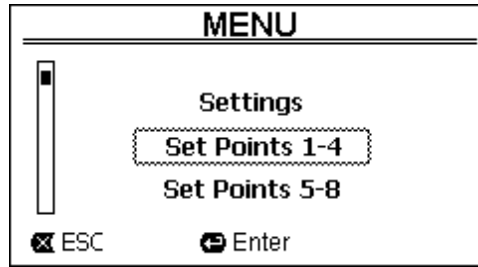 MENU
Settings
Set Points 1-4
Set Points 5-8
ESC Enter